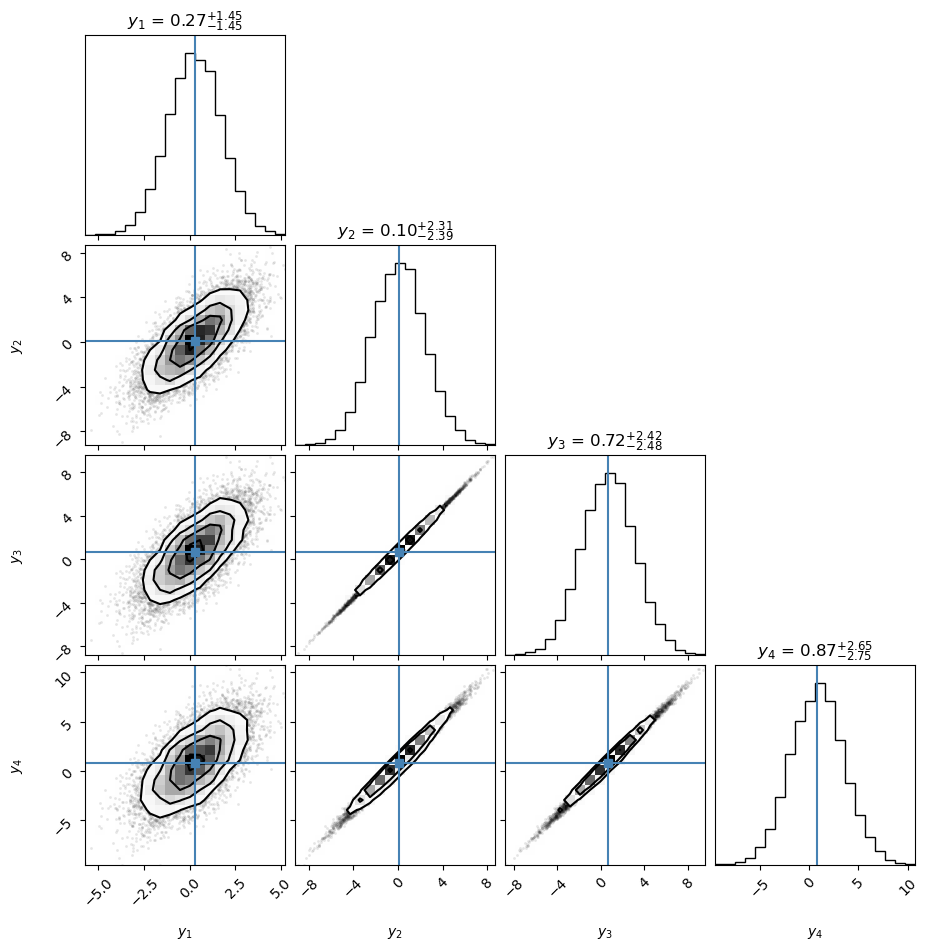 y₁ = 0.27⁺¹·⁴⁵₋₁.₄₅
y₂ = 0.10⁺²·³¹₋₂.₃₉
8
4
0
−4
−8
y₂
y₃ = 0.72⁺²·⁴²₋₂.₄₈
8
4
0
−4
−8
y₃
y₄ = 0.87⁺²·⁶⁵₋₂.₇₅
10
5
0
−5
y₄
−5.0 −2.5 0.0 2.5 5.0 −8 −4 0 4 8 −8 −4 0 4 8 −5 0 5 10
y₁ y₂ y₃ y₄